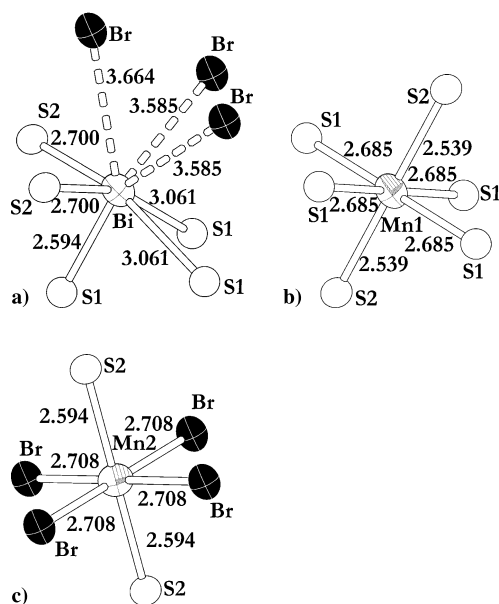 a)
Br
3.664
Br
3.585
Br
S2
2.700
3.585
S2
2.700
3.061
Bi
2.594
S1
3.061
S1
S1
b)
S2
S1
2.685
2.539
2.685
S1
S1
2.685
Mn1
2.685
S1
2.539
S2
c)
S2
2.594
2.708
Br
Mn2
Br
2.708
Br
2.708
2.708
Br
2.594
S2